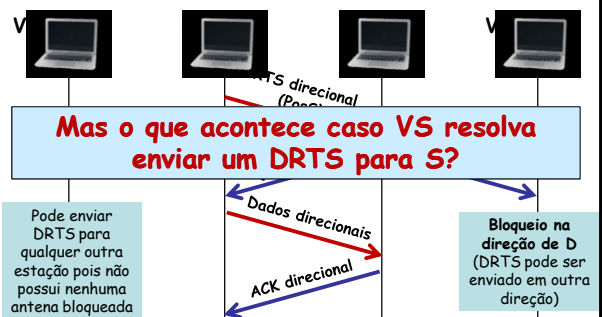 V
V
RTS direcional
Mas o que acontece caso VS resolva
enviar um DRTS para S?
Dados direcionais
ACK direcional
Pode enviar
DRTS para
qualquer outra
estação pois não
possui nenhuma
antena bloqueada
Bloqueio na
direção de D
(DRTS pode ser
enviado em outra
direção)